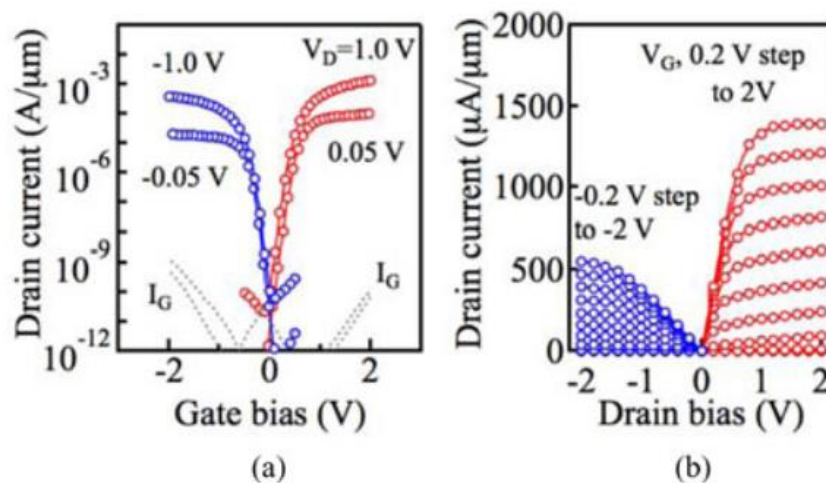 Drain current (A/μm)
10^-3
10^-6
10^-9
10^-12
-1.0 V
V_D=1.0 V
-0.05 V
0.05 V
I_G
I_G
-2 0 2
Gate bias (V)
(a)
Drain current (μA/μm)
2000
1500
1000
500
0
V_G, 0.2 V step
to 2V
-0.2 V step
to -2 V
-2 -1 0 1 2
Drain bias (V)
(b)